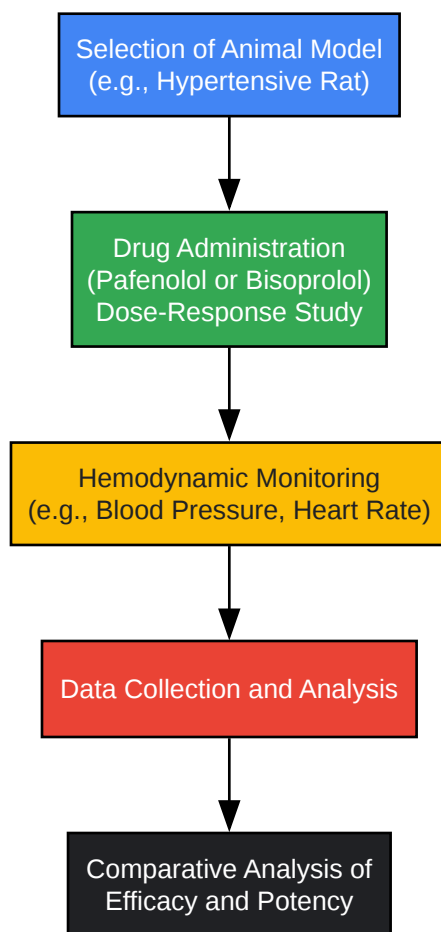 Selection of Animal Model
(e.g., Hypertensive Rat)
Drug Administration
(Pafenolol or Bisoprolol)
Dose-Response Study
Hemodynamic Monitoring
(e.g., Blood Pressure, Heart Rate)
Data Collection and Analysis
Comparative Analysis of
Efficacy and Potency